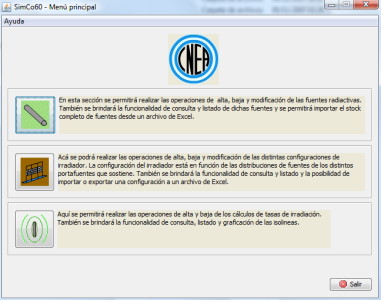 SimCo60 - Menú principal
Ayuda
CNEA
En esta sección se permitirá realizar las operaciones de alta, baja y modificación de las fuentes radiactivas.
También se brindará la funcionalidad de consulta y listado de dichas fuentes y se permitirá importar el stock
completo de fuentes desde un archivo de Excel.
Acá se podrá realizar las operaciones de alta, baja y modificación de las distintas configuraciones de
irradiador. La configuración del irradiador está en función de las distribuciones de fuentes de los distintos
portafuentes que sostiene. También se brindará la funcionalidad de consulta y listado y la posibilidad de
importar o exportar una configuración a un archivo de Excel.
Aquí se permitirá realizar las operaciones de alta y baja de los cálculos de tasas de irradiación.
También se brindará la funcionalidad de consulta, listado y graficación de las isolíneas.
Salir